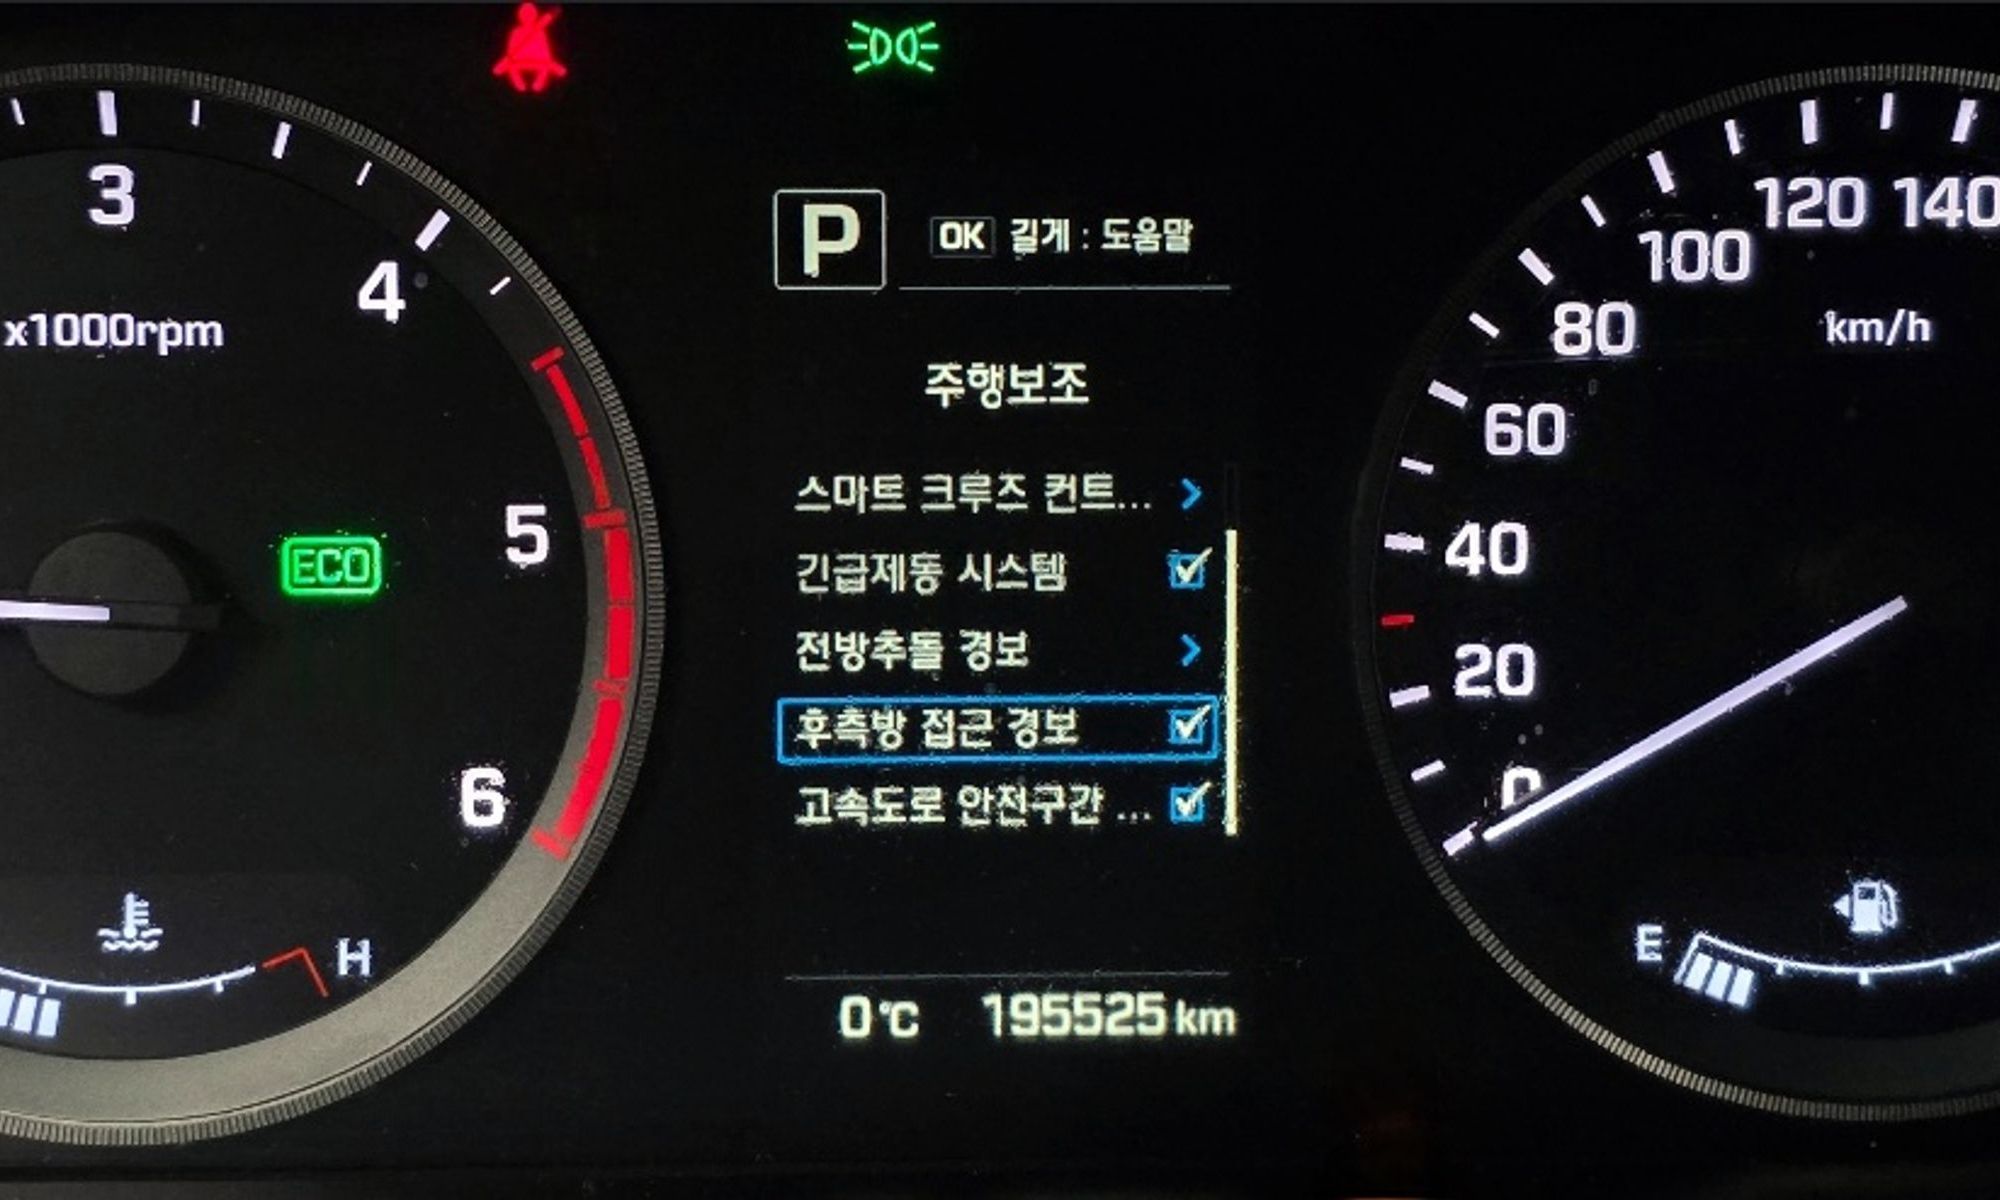 3
4
x1000rpm
ECO
5
6
H
P
OK 길게 : 도움말
주행보조
스마트 크루즈 컨트...
긴급제동 시스템
전방추돌 경보
후측방 접근 경보
고속도로 안전구간 ...
0°C 195525 km
120 140
100
80
km/h
60
40
20
0
E